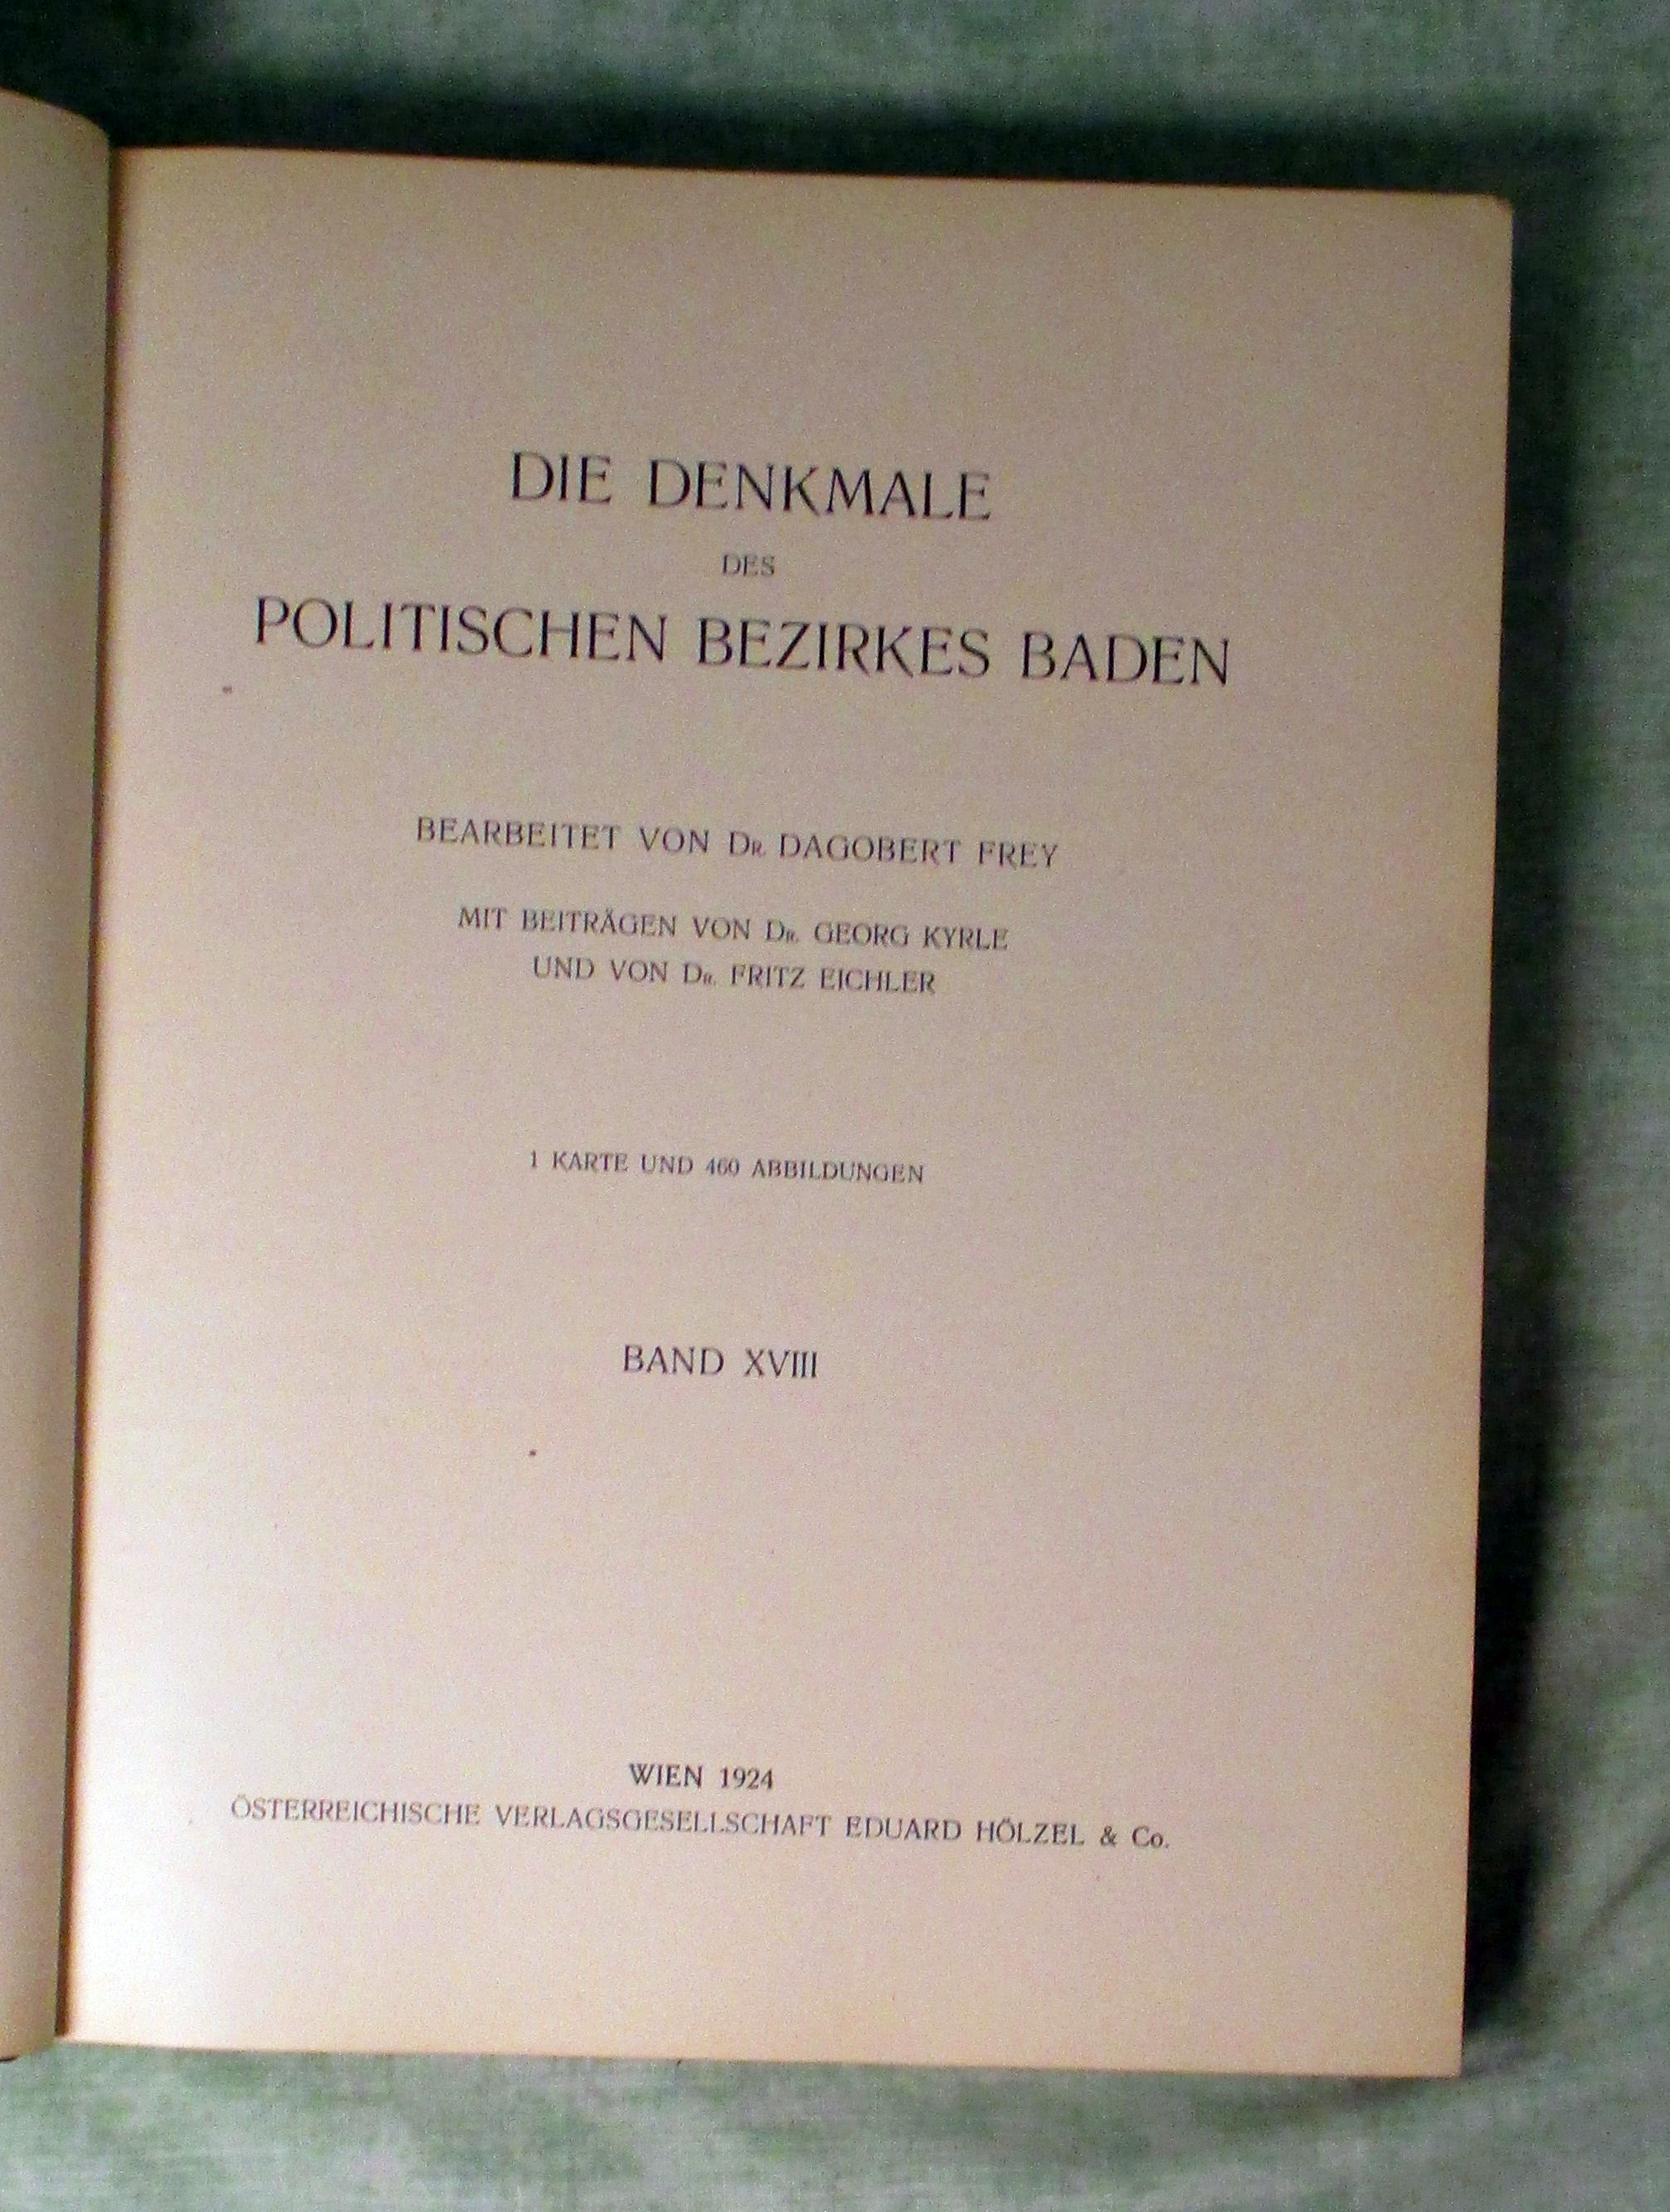 DIE DENKMALE
DES
POLITISCHEN BEZIRKES BADEN
BEARBEITET VON DR DAGOBERT FREY
MIT BEITRÄGEN VON DR. GEORG KYRLE
UND VON DR. FRITZ EICHLER
1 KARTE UND 460 ABBILDUNGEN
BAND XVIII
WIEN 1924
ÖSTERREICHISCHE VERLAGSGESELLSCHAFT EDUARD HÖLZEL & Co.